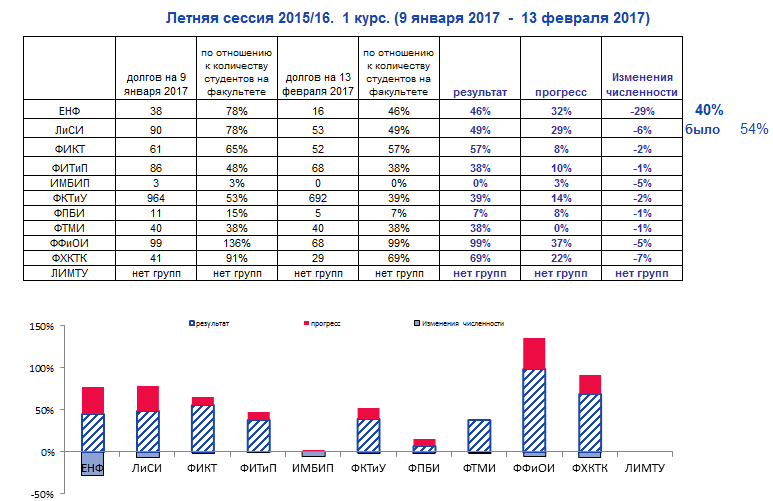 Летняя сессия 2015/16. 1 курс. (9 января 2017 - 13 февраля 2017)
долгов на 9 января 2017 по отношению к количеству студентов на факультете долгов на 13 февраля 2017 по отношению к количеству студентов на факультете результат прогресс Изменения численности
ЕНФ 38 78% 16 46% 46% 32% -29% 40%
ЛиСИ 90 78% 53 49% 49% 29% -6% было 54%
ФИКТ 61 65% 52 57% 57% 8% -2%
ФИТиП 86 48% 68 38% 38% 10% -1%
ИМБИП 3 3% 0 0% 0% 3% -5%
ФКТиУ 964 53% 692 39% 39% 14% -2%
ФПБИ 11 15% 5 7% 7% 8% -1%
ФТМИ 40 38% 40 38% 38% 0% -1%
ФФиОИ 99 136% 68 99% 99% 37% -5%
ФХКТК 41 91% 29 69% 69% 22% -7%
ЛИМТУ нет групп нет групп нет групп нет групп нет групп нет групп нет групп
результат прогресс Изменения численности
150%
100%
50%
0%
-50%
ЕНФ ЛиСИ ФИКТ ФИТиП ИМБИП ФКТиУ ФПБИ ФТМИ ФФиОИ ФХКТК ЛИМТУ